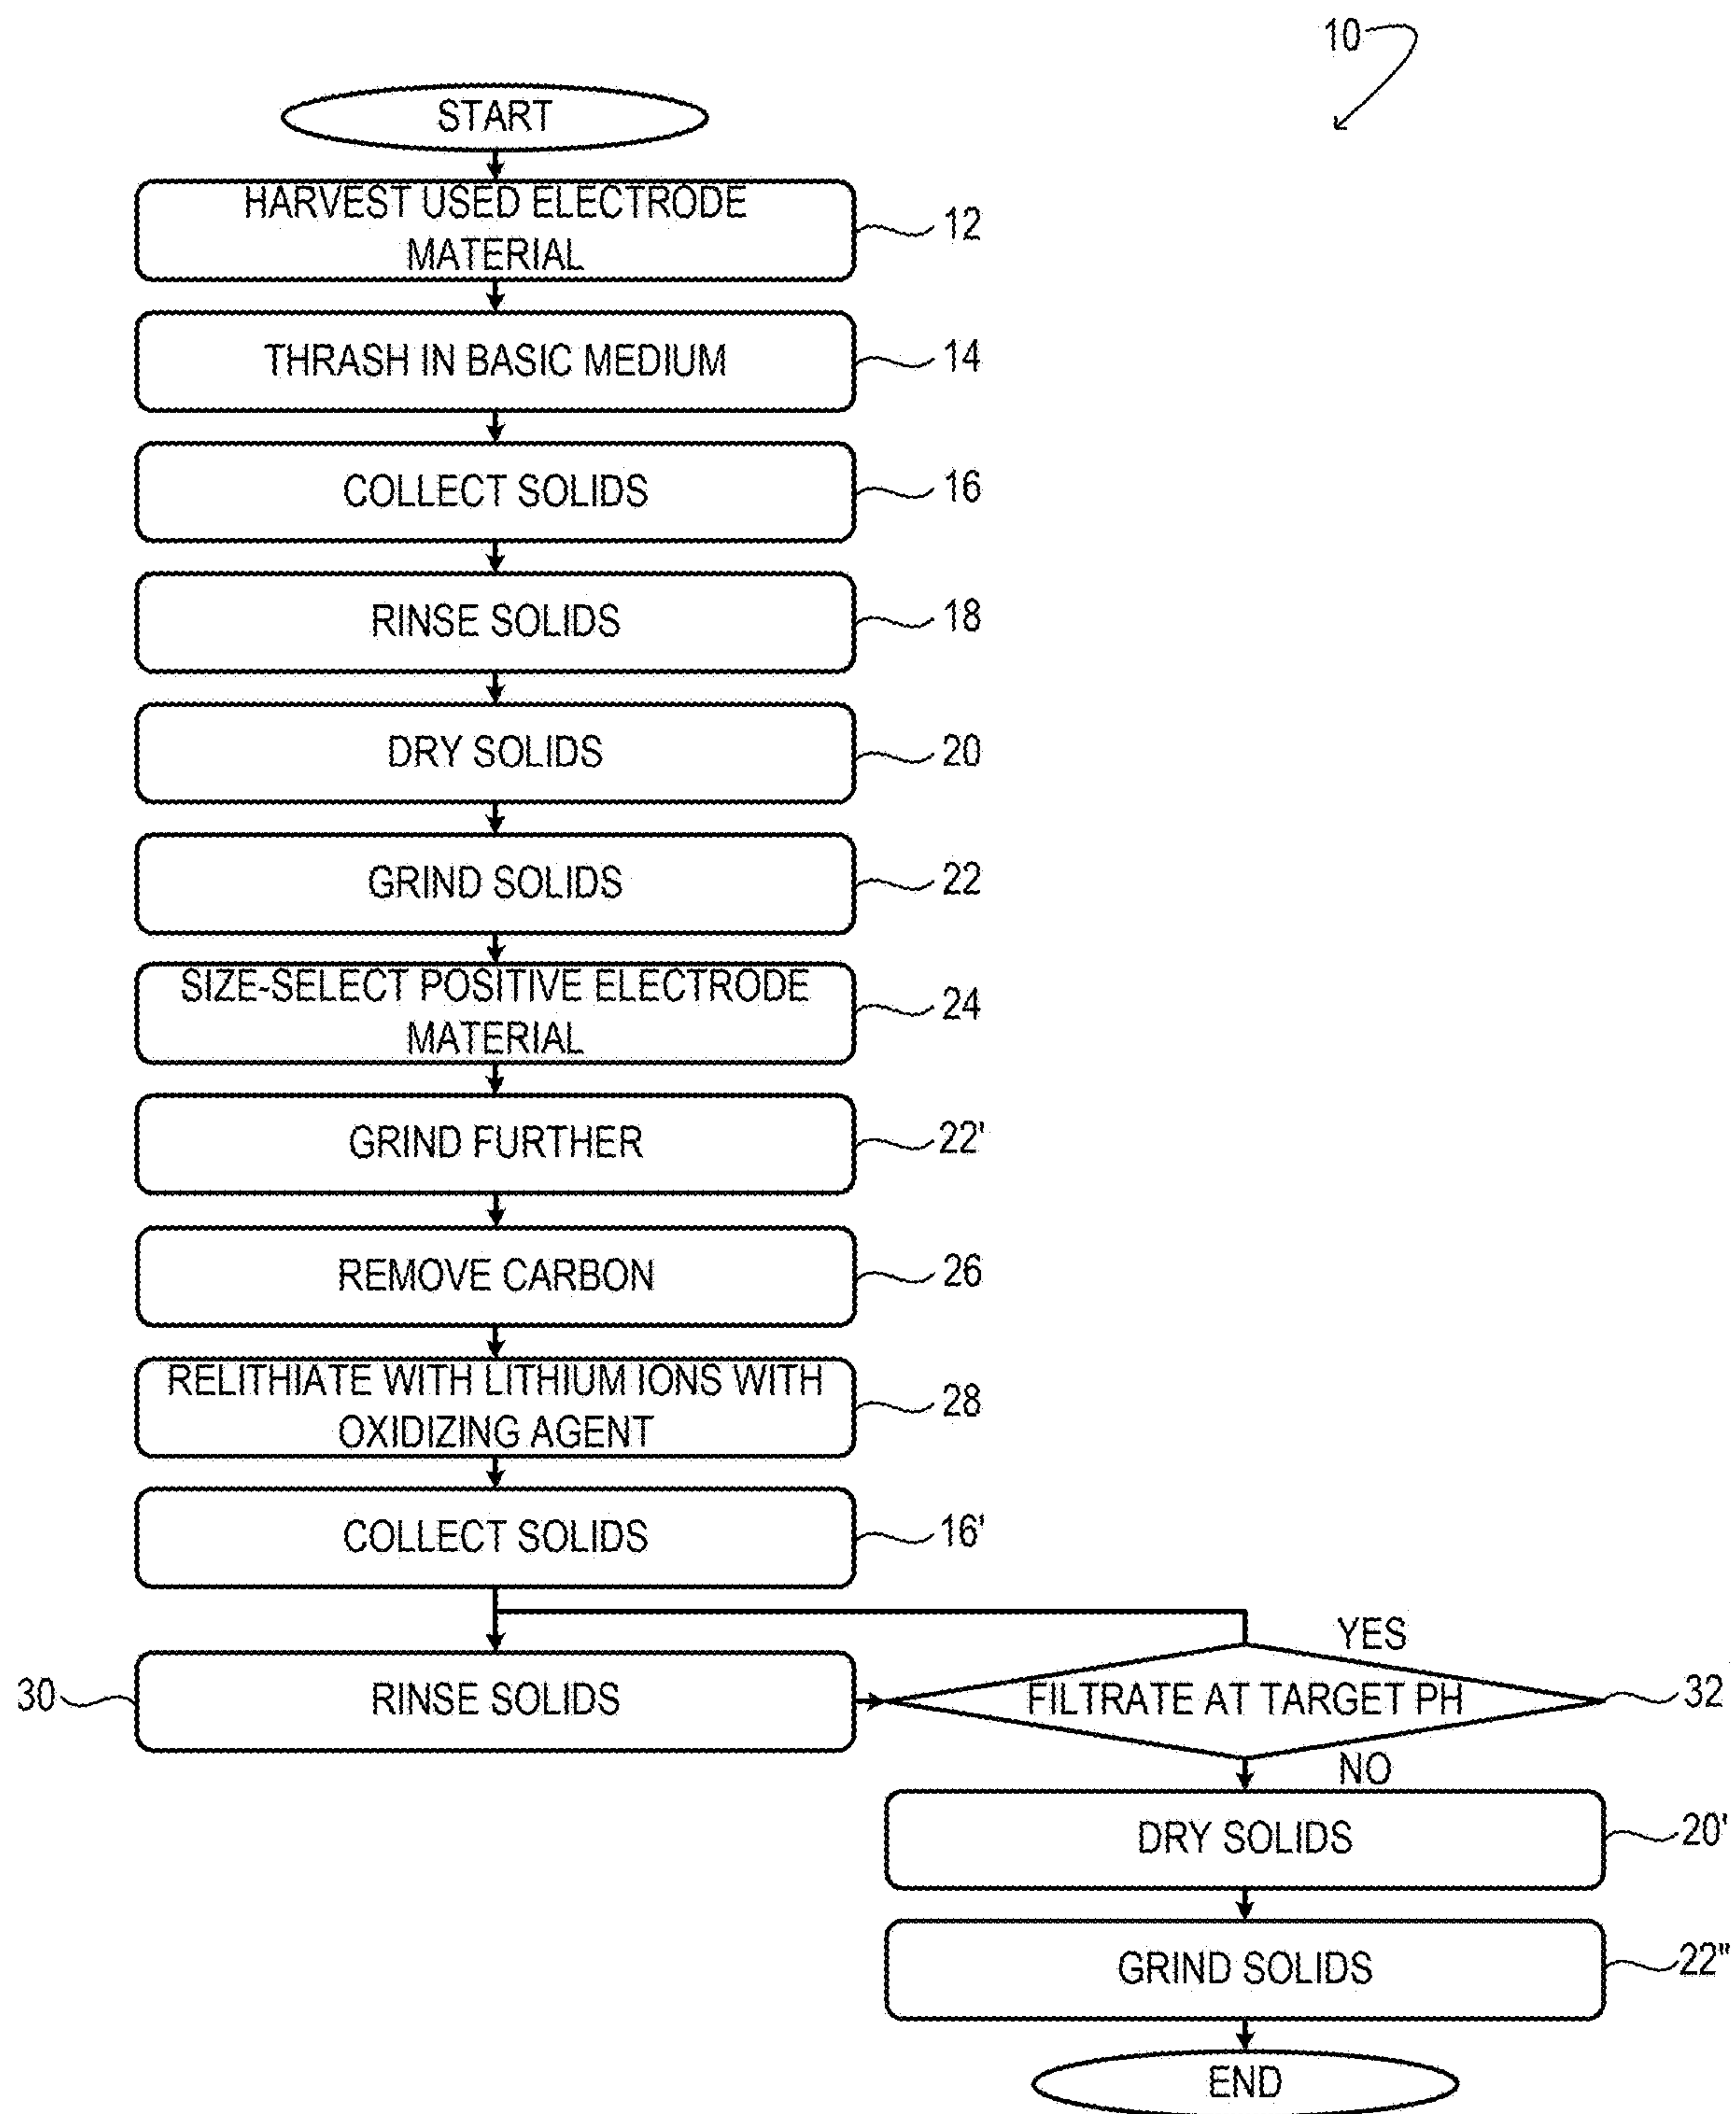 10
START
HARVEST USED ELECTRODE
MATERIAL
12
THRASH IN BASIC MEDIUM
14
COLLECT SOLIDS
16
RINSE SOLIDS
18
DRY SOLIDS
20
GRIND SOLIDS
22
SIZE-SELECT POSITIVE ELECTRODE
MATERIAL
24
GRIND FURTHER
22'
REMOVE CARBON
26
RELITHIATE WITH LITHIUM IONS WITH
OXIDIZING AGENT
28
COLLECT SOLIDS
16'
YES
30
RINSE SOLIDS
FILTRATE AT TARGET PH
32
NO
DRY SOLIDS
20'
GRIND SOLIDS
22"
END